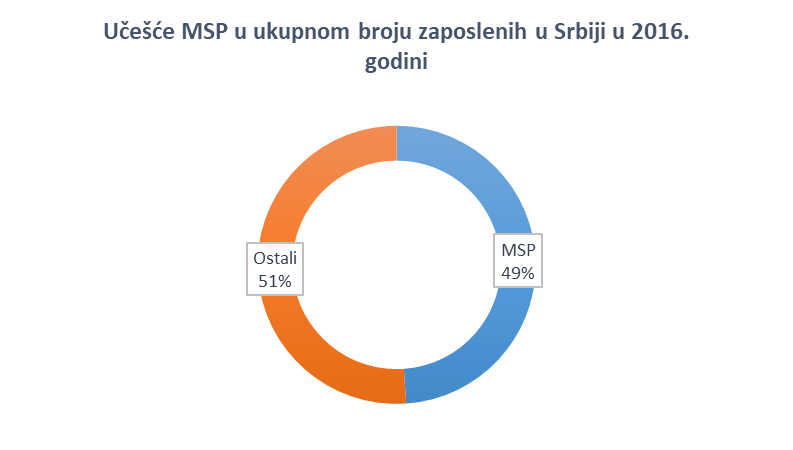 Učešće MSP u ukupnom broju zaposlenih u Srbiji u 2016.
godini
Ostali
51%
MSP
49%